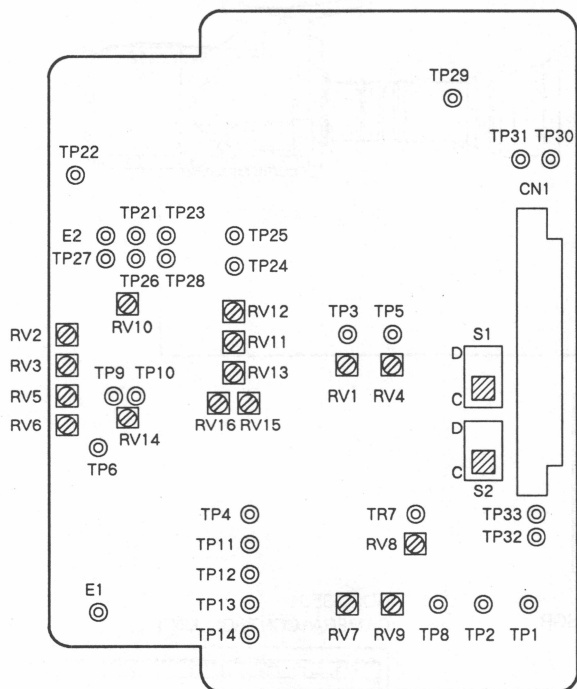 TP29
TP31 TP30
TP22
CN1
TP21 TP23
E2 TP25
TP27 TP24
TP26 TP28
RV12
RV10
TP3 TP5
RV2 S1
RV11
D
RV3 RV13
TP9 TP10 RV1 RV4
RV5 C
RV16 RV15
RV6 RV14 D
TP6 C
S2
TP4 TR7 TP33
TP32
TP11 RV8
TP12
E1
TP13
TP14 RV7 RV9 TP8 TP2 TP1